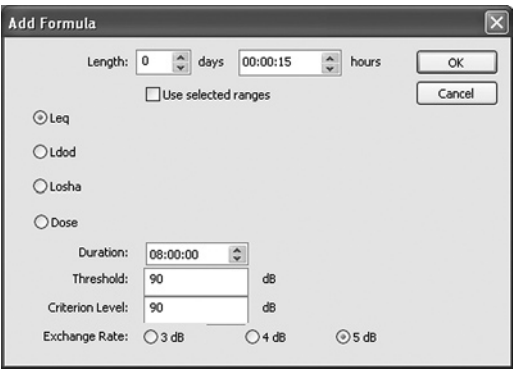 Add Formula
Length: 0 days 00:00:15 hours OK
Use selected ranges Cancel
Leq
Ldod
Losha
Dose
Duration: 08:00:00
Threshold: 90 dB
Criterion Level: 90 dB
Exchange Rate: 3 dB 4 dB 5 dB